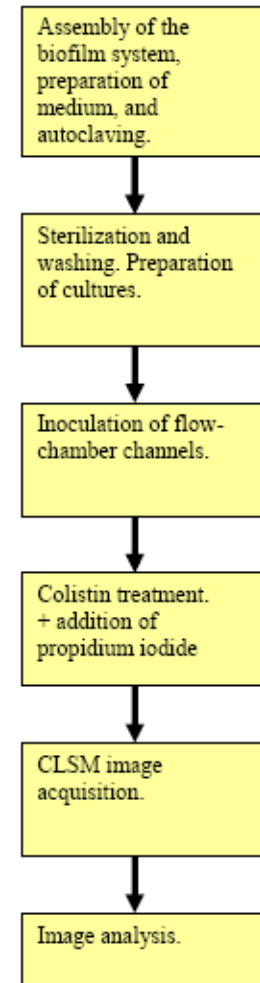 Assembly of the
biofilm system,
preparation of
medium, and
autoclaving.
Sterilization and
washing. Preparation
of cultures.
Inoculation of flow-
chamber channels.
Colistin treatment.
+ addition of
propidium iodide
CLSM image
acquisition.
Image analysis.